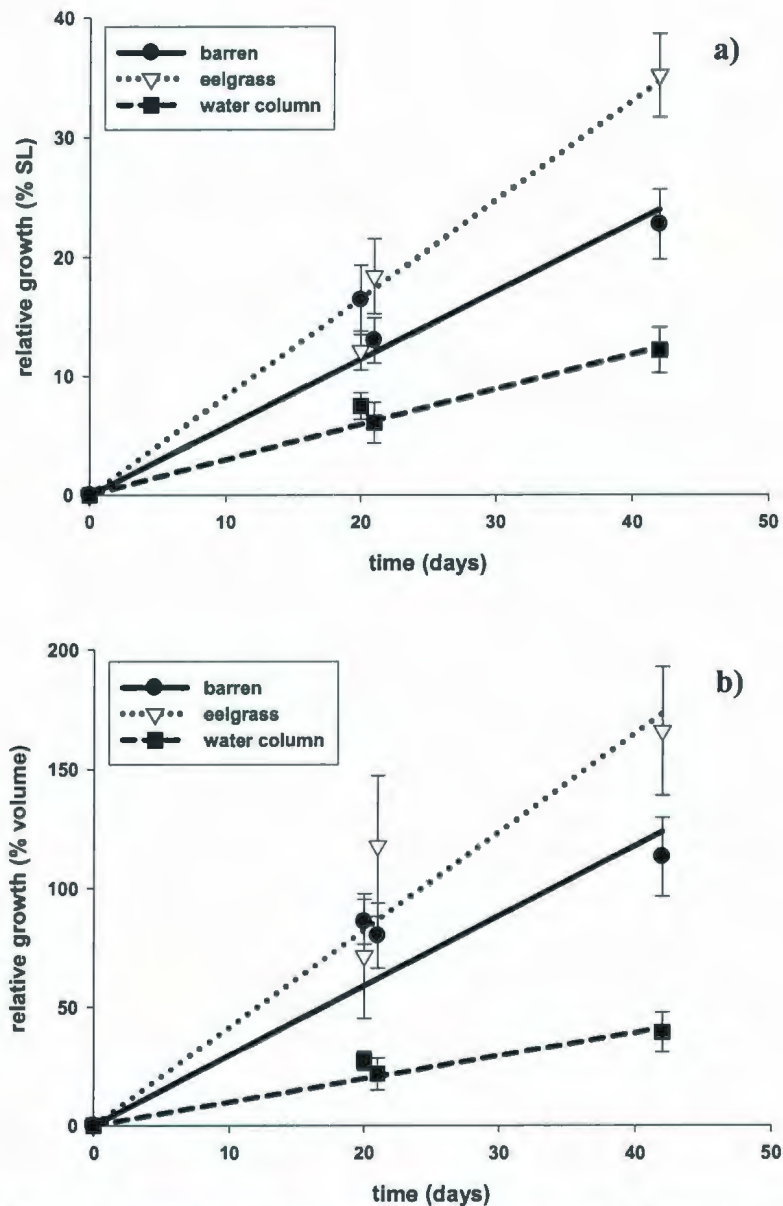 a)
barren
eelgrass
water column
40
30
20
10
0
relative growth (% SL)
0 10 20 30 40 50
time (days)
b)
barren
eelgrass
water column
200
150
100
50
0
relative growth (% volume)
0 10 20 30 40 50
time (days)